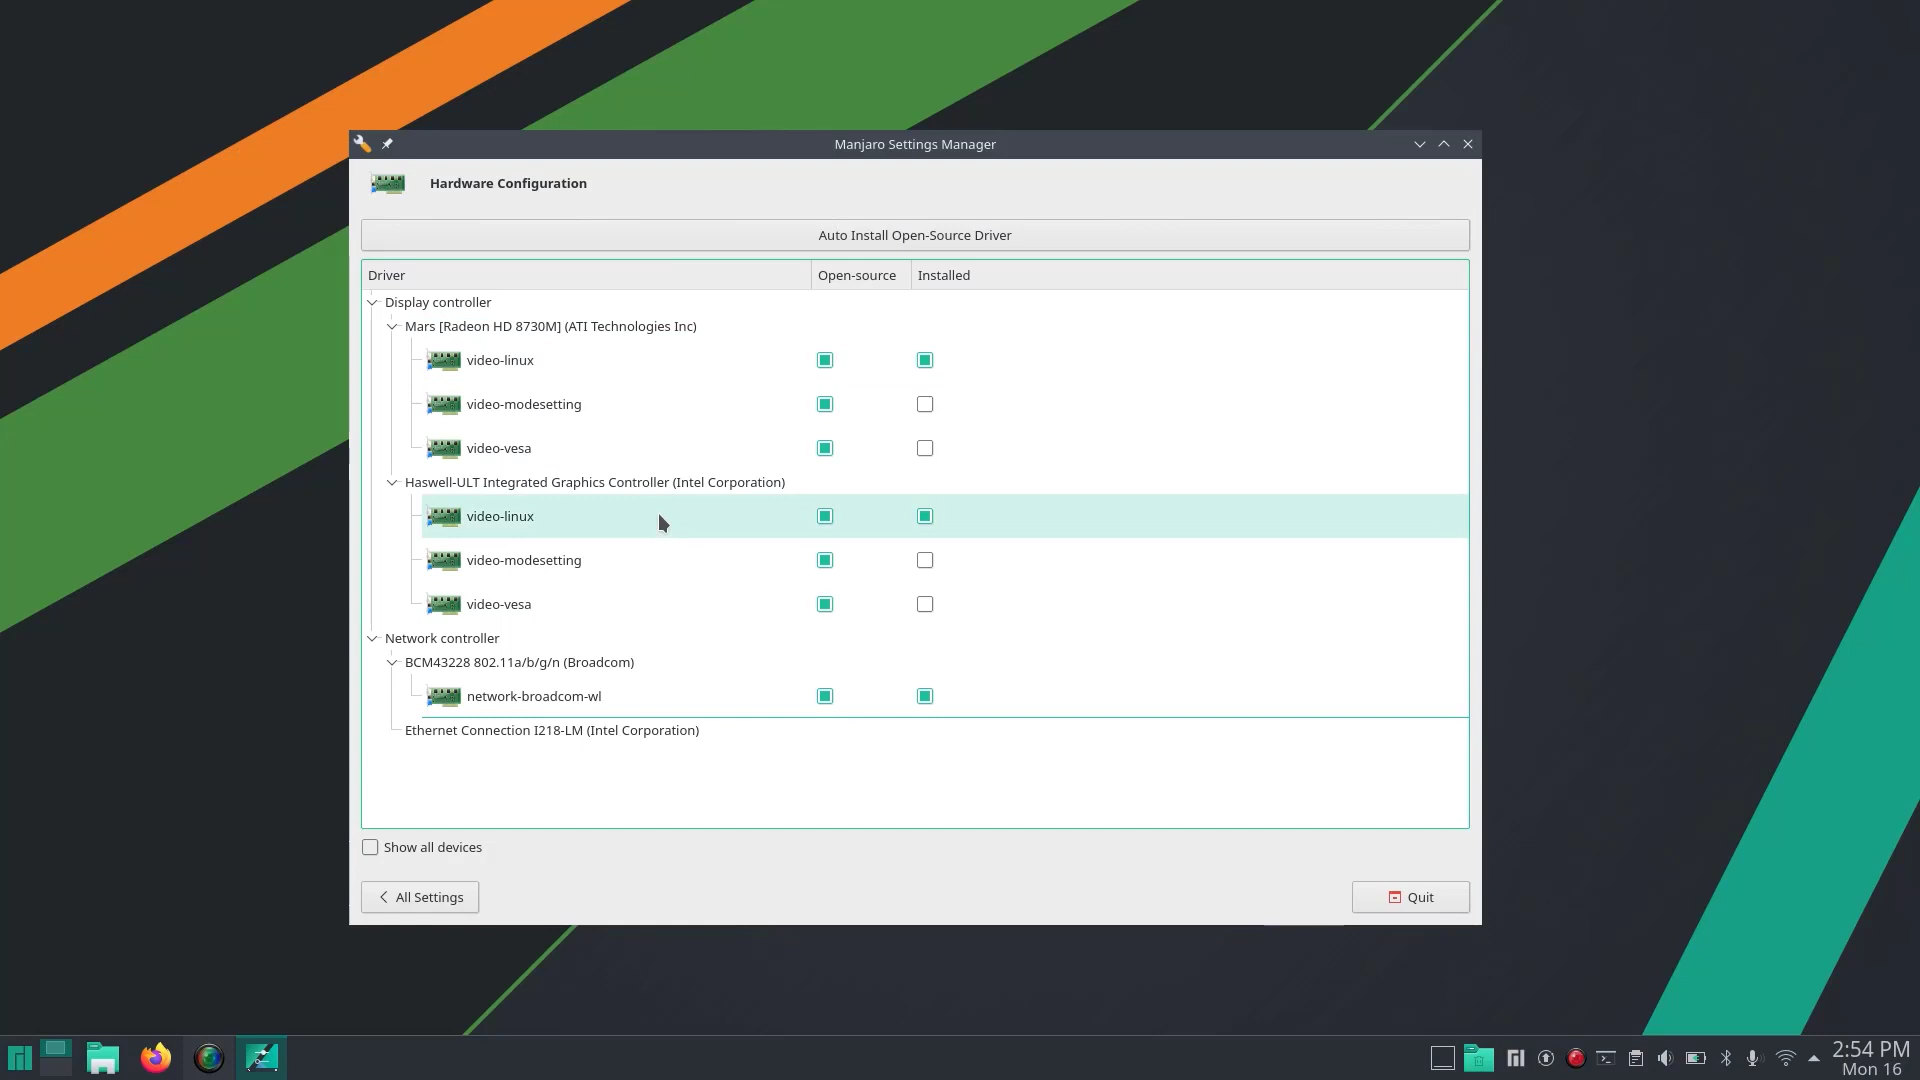 Manjaro Settings Manager
Hardware Configuration
Auto Install Open-Source Driver
Driver Open-source Installed
Display controller
Mars [Radeon HD 8730M] (ATI Technologies Inc)
video-linux
video-modesetting
video-vesa
Haswell-ULT Integrated Graphics Controller (Intel Corporation)
video-linux
video-modesetting
video-vesa
Network controller
BCM43228 802.11a/b/g/n (Broadcom)
network-broadcom-wl
Ethernet Connection I218-LM (Intel Corporation)
Show all devices
All Settings Quit
2:54 PM
Mon 16